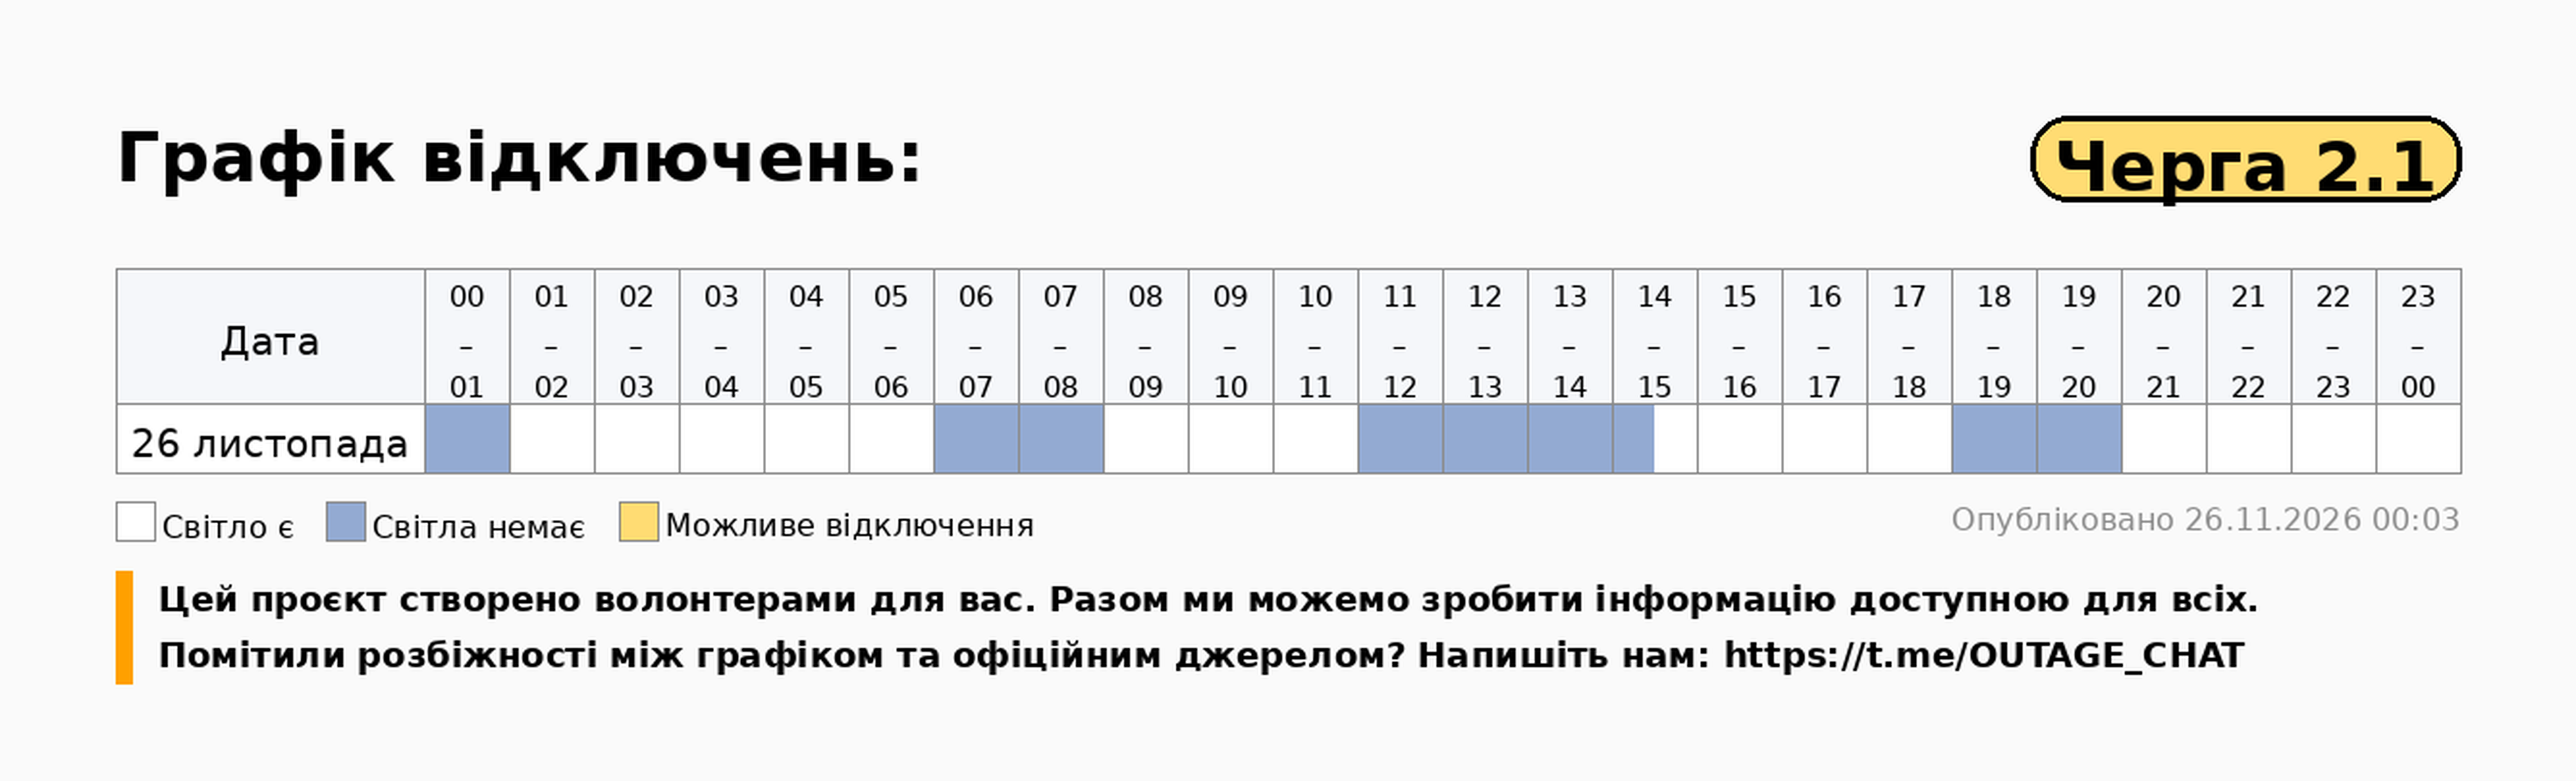 Графік відключень:
Черга 2.1
Дата
00 – 01
01 – 02
02 – 03
03 – 04
04 – 05
05 – 06
06 – 07
07 – 08
08 – 09
09 – 10
10 – 11
11 – 12
12 – 13
13 – 14
14 – 15
15 – 16
16 – 17
17 – 18
18 – 19
19 – 20
20 – 21
21 – 22
22 – 23
23 – 00
26 листопада
Світло є
Світла немає
Можливе відключення
Опубліковано 26.11.2026 00:03
Цей проєкт створено волонтерами для вас. Разом ми можемо зробити інформацію доступною для всіх.
Помітили розбіжності між графіком та офіційним джерелом? Напишіть нам: https://t.me/OUTAGE_CHAT